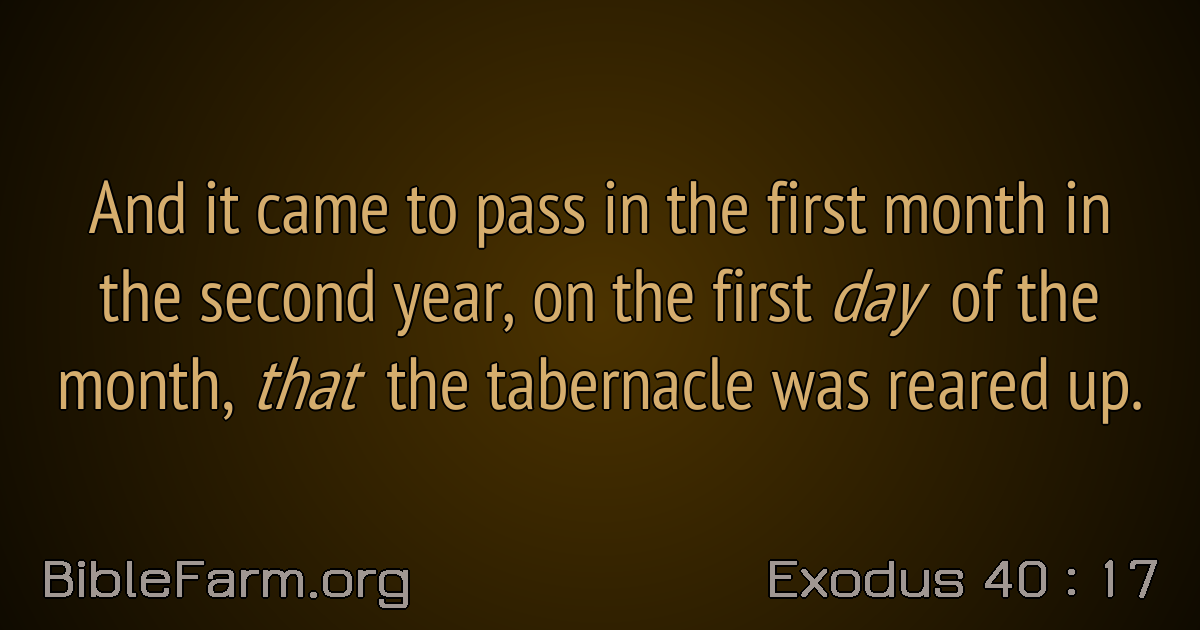 And it came to pass in the first month in
the second year, on the first day of the
month, that the tabernacle was reared up.
BibleFarm.org
Exodus 40 : 17